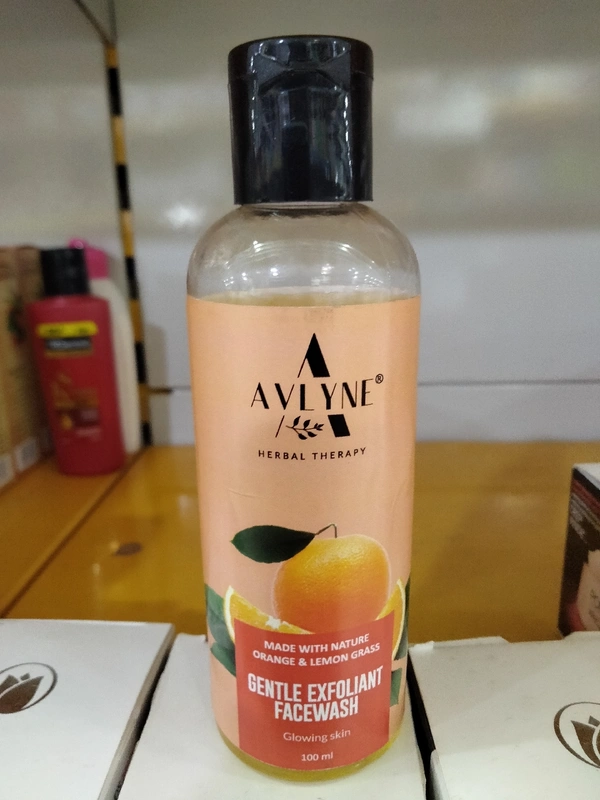 AVLYNE®
HERBAL THERAPY
MADE WITH NATURE
ORANGE & LEMON GRASS
GENTLE EXFOLIANT
FACEWASH
Glowing skin
100 ml